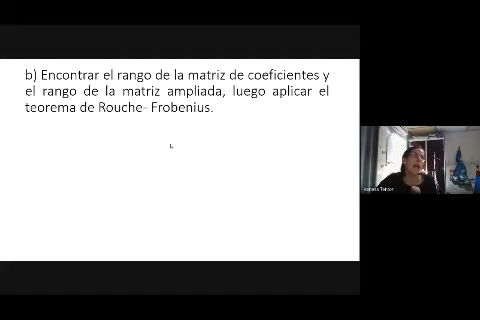 b) Encontrar el rango de la matriz de coeficientes y
el rango de la matriz ampliada, luego aplicar el
teorema de Rouche- Frobenius.